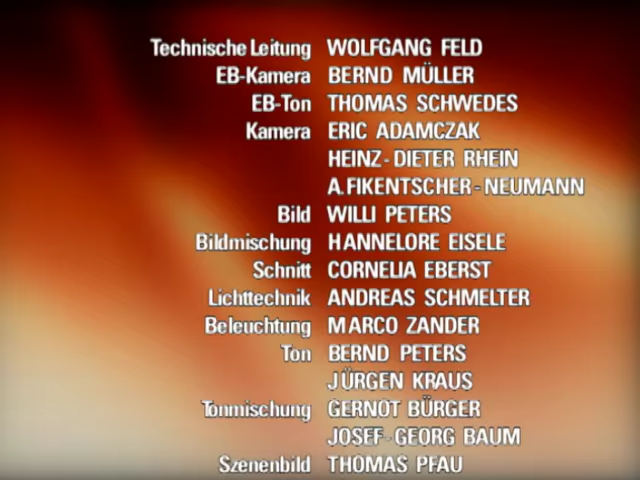 Technische Leitung WOLFGANG FELD
EB-Kamera BERND MÜLLER
EB-Ton THOMAS SCHWEDES
Kamera ERIC ADAMCZAK
HEINZ-DIETER RHEIN
A.FIKENTSCHER-NEUMANN
Bild WILLI PETERS
Bildmischung HANNELORE EISELE
Schnitt CORNELIA EBERST
Lichttechnik ANDREAS SCHMELTER
Beleuchtung MARCO ZANDER
Ton BERND PETERS
JÜRGEN KRAUS
Tonmischung GERNOT BÜRGER
JOSEF-GEORG BAUM
Szenenbild THOMAS PFAU